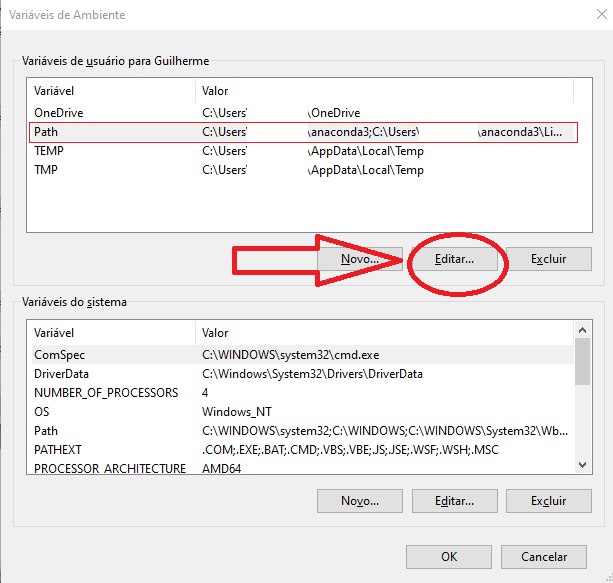 Variáveis de Ambiente
Variáveis de usuário para Guilherme
Variável Valor
OneDrive C:\Users' \OneDrive
Path C:\Users' \anaconda3;C:\Users\ \anaconda3\Li...
TEMP C:\Users' \AppData\Local\Temp
TMP C:\Users' \AppData\Local\Temp
Novo... Editar... Excluir
Variáveis do sistema
Variável Valor
ComSpec C:\WINDOWS\system32\cmd.exe
DriverData C:\Windows\System32\Drivers\DriverData
NUMBER_OF_PROCESSORS 4
OS Windows_NT
Path C:\WINDOWS\system32;C:\WINDOWS;C:\WINDOWS\System32\Wb...
PATHEXT .COM;.EXE;.BAT;.CMD;.VBS;.VBE;.JS;.JSE;.WSF;.WSH;.MSC
PROCESSOR_ARCHITECTURE AMD64
Novo... Editar... Excluir
OK Cancelar